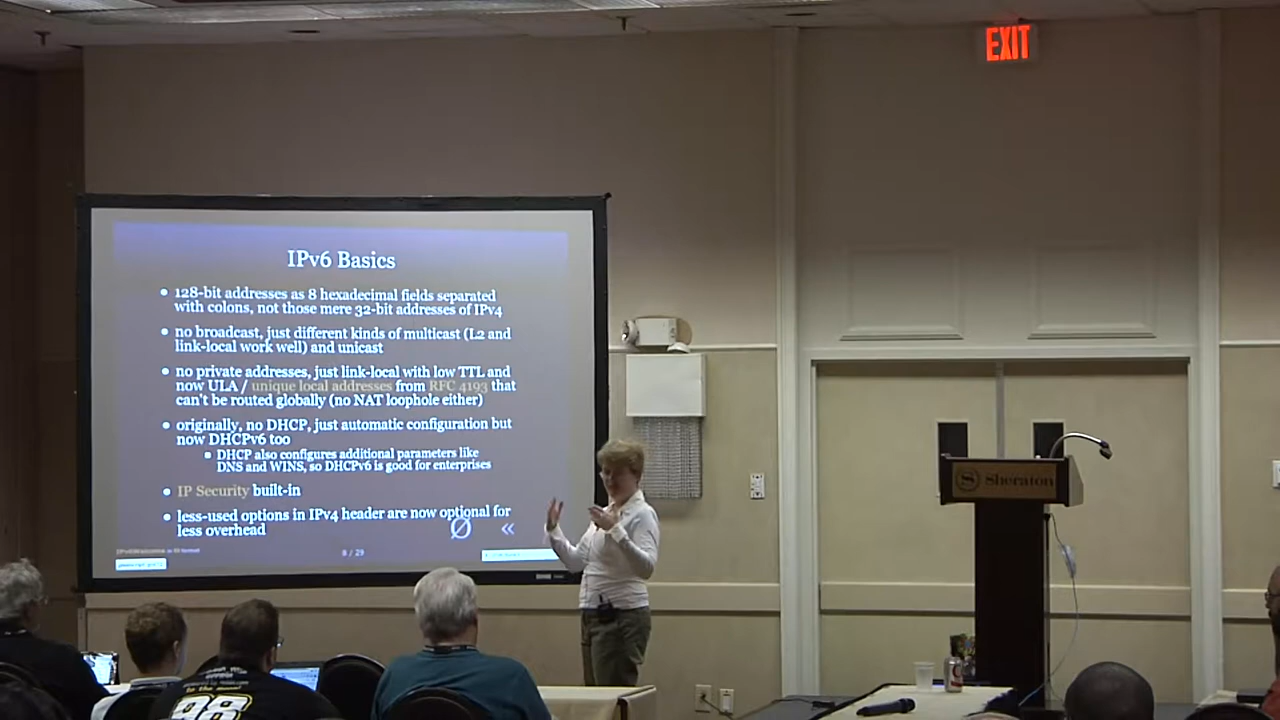 EXIT
IPv6 Basics
128-bit addresses as 8 hexadecimal fields separated
with colons, not those mere 32-bit addresses of IPv4
no broadcast, just different kinds of multicast (L2 and
link-local work well) and unicast
no private addresses, just link-local with low TTL and
now ULA / unique local addresses from RFC 4193 that
can't be routed globally (no NAT loophole either)
originally, no DHCP, just automatic configuration but
now DHCPv6 too
DHCP also configures additional parameters like
DNS and WINS, so DHCPv6 is good for enterprises
IP Security built-in
less-used options in IPv4 header are now optional for
less overhead
Ø «
/ 29
Sheraton
98